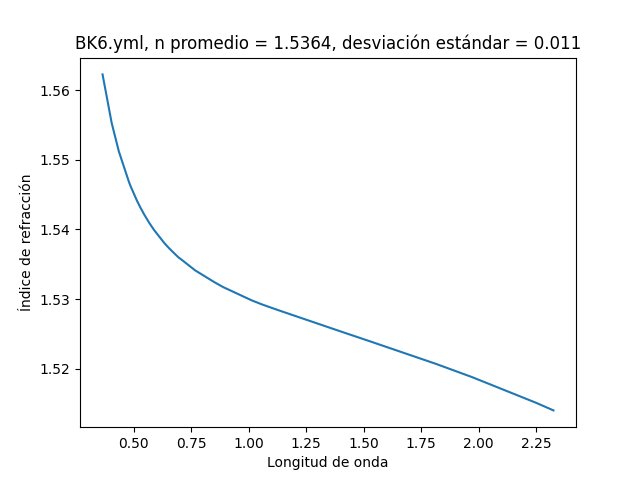 BK6.yml, n promedio = 1.5364, desviación estándar = 0.011
1.56
1.55
1.54
1.53
1.52
Índice de refracción
0.50 0.75 1.00 1.25 1.50 1.75 2.00 2.25
Longitud de onda